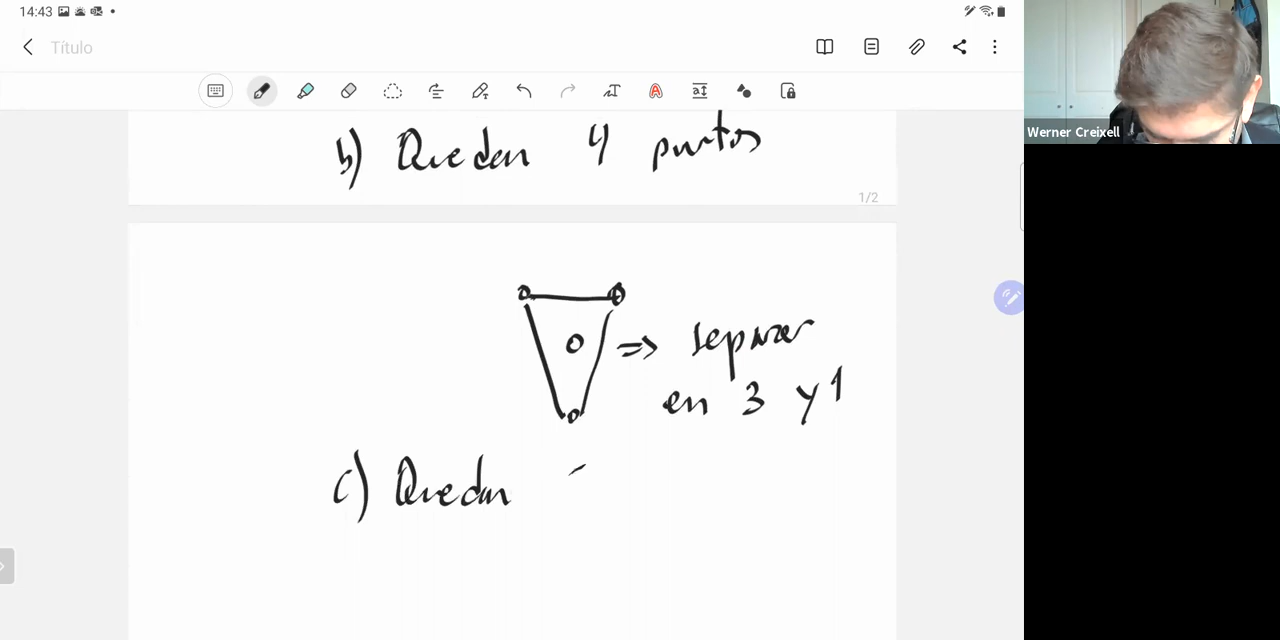 14:43
Título
b) Quedan 4 puntos
1/2
⇒ separar
en 3 y 1
c) Quedan
Werner Creixell